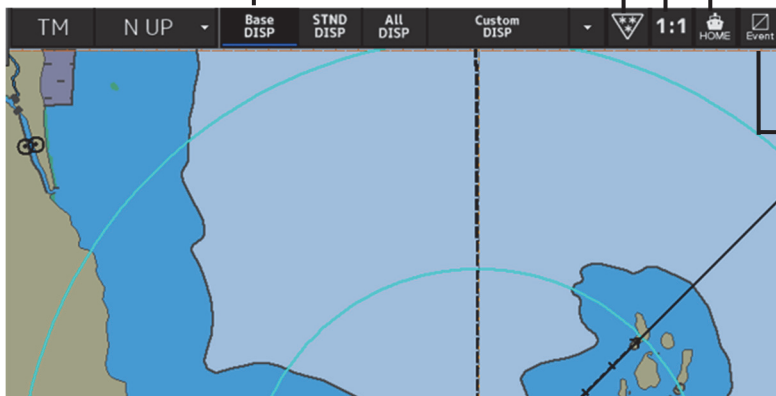 TM
N UP
Base
DISP
STND
DISP
All
DISP
Custom
DISP
1:1
HOME
Event